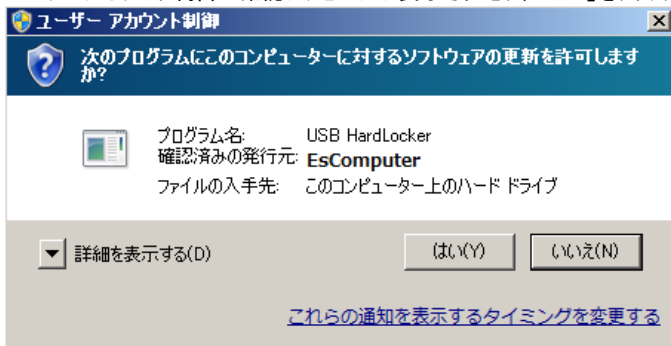 ユーザー アカウント制御
次のプログラムにこのコンピューターに対するソフトウェアの更新を許可します
か?
プログラム名: USB HardLocker
確認済みの発行元: EsComputer
ファイルの入手先: このコンピューター上のハード ドライブ
詳細を表示する(D) はい(Y) いいえ(N)
これらの通知を表示するタイミングを変更する